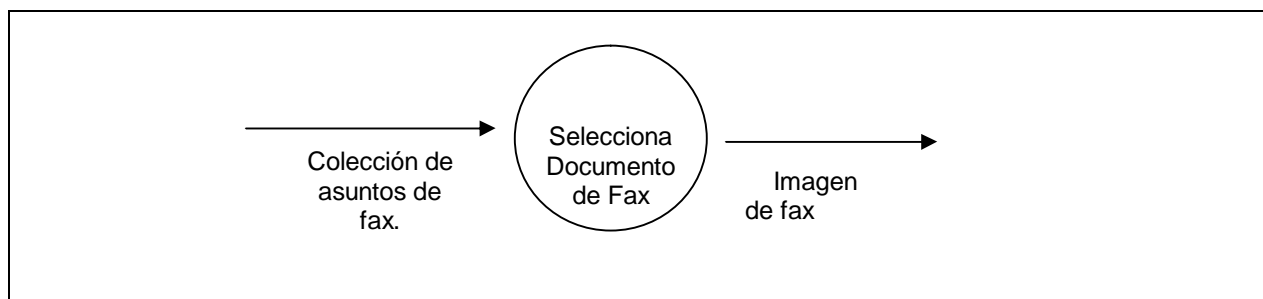 Colección de
asuntos de
fax.
Selecciona
Documento
de Fax
Imagen
de fax